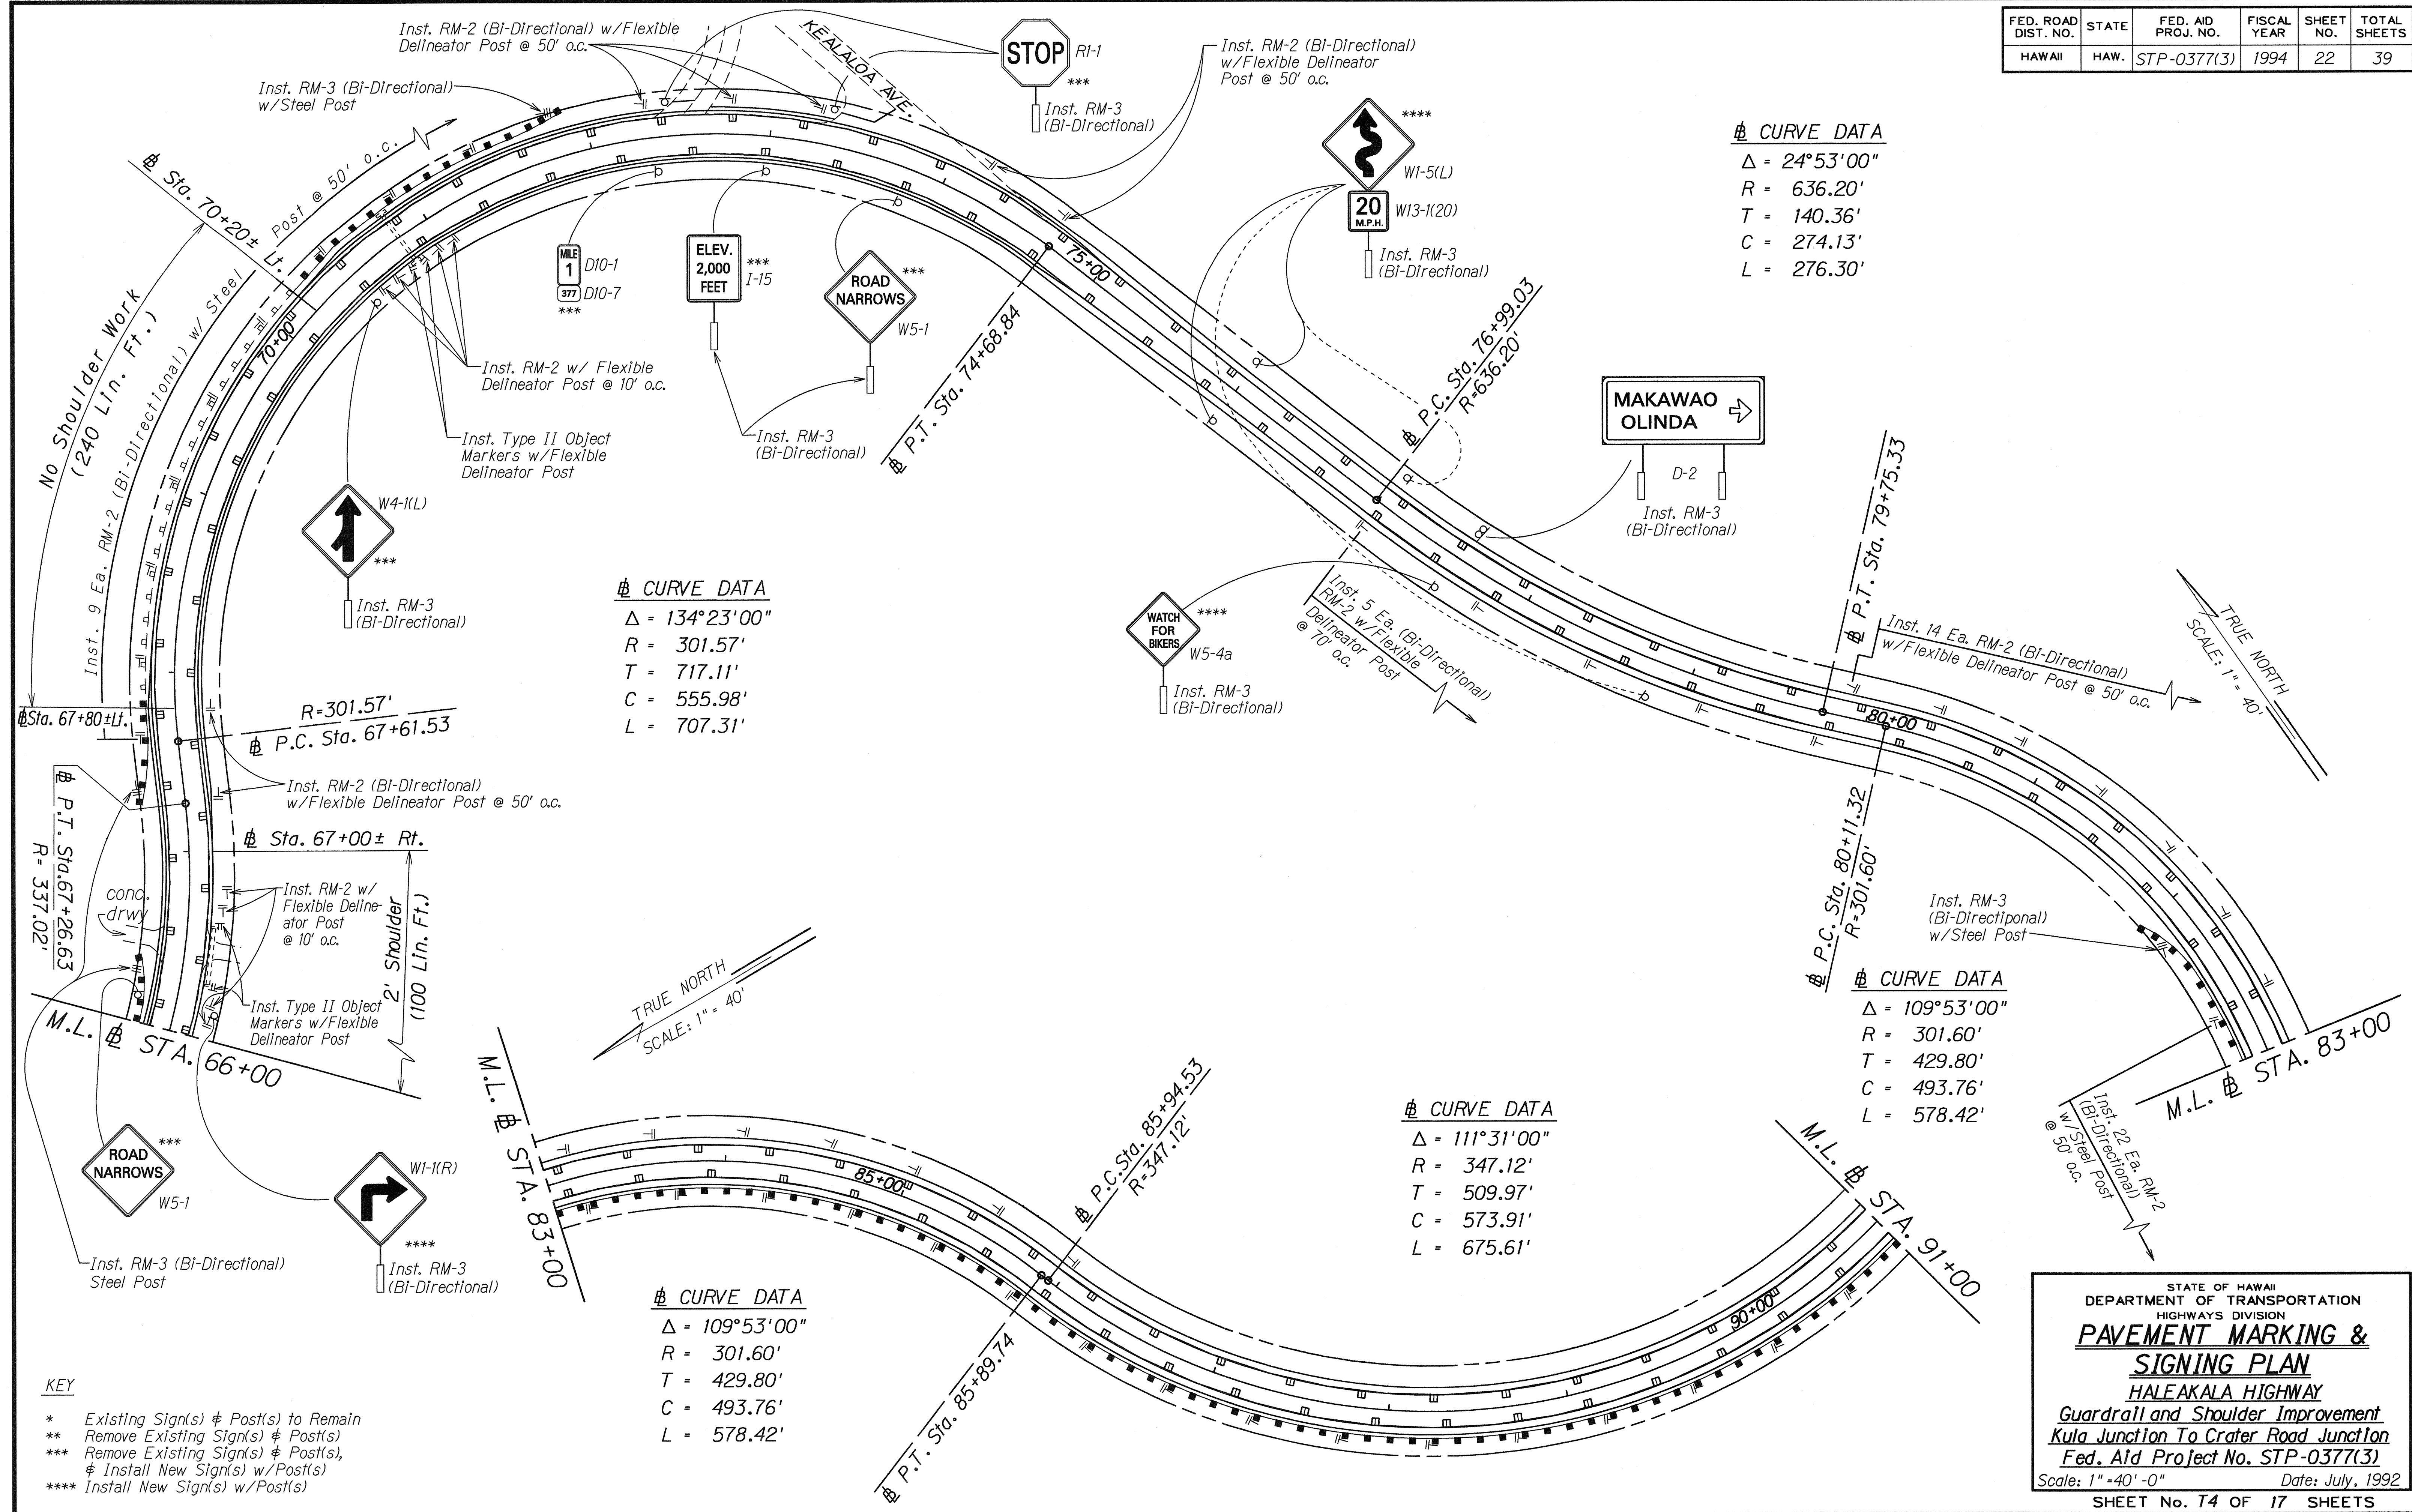 FED. ROAD DIST. NO.
STATE
FED. AID PROJ. NO.
FISCAL YEAR
SHEET NO.
TOTAL SHEETS
HAWAII
HAW.
STP-0377(3)
1994
22
39
Inst. RM-2 (Bi-Directional) w/Flexible
Delineator Post @ 50' o.c.
Inst. RM-3 (Bi-Directional)
w/Steel Post
KEALALOA AVE.
STOP
R1-1
***
Inst. RM-3
(Bi-Directional)
Inst. RM-2 (Bi-Directional)
w/Flexible Delineator
Post @ 50' o.c.
****
W1-5(L)
20
M.P.H.
W13-1(20)
Inst. RM-3
(Bi-Directional)
℄ CURVE DATA
Δ = 24°53'00"
R = 636.20'
T = 140.36'
C = 274.13'
L = 276.30'
℄ Sta. 70+20± Lt.
No Shoulder Work
(240 Lin. Ft.)
Inst. 9 Ea. RM-2 (Bi-Directional) w/ Steel
Post @ 50' o.c.
70+00
MILE
1
D10-1
377
D10-7
***
ELEV.
2,000
FEET
***
I-15
ROAD
NARROWS
***
W5-1
Inst. RM-3
(Bi-Directional)
Inst. RM-2 w/ Flexible
Delineator Post @ 10' o.c.
Inst. Type II Object
Markers w/Flexible
Delineator Post
W4-1(L)
***
Inst. RM-3
(Bi-Directional)
75+00
℄ P.T. Sta. 74+68.84
℄ P.C. Sta. 76+99.03
R=636.20'
MAKAWAO
OLINDA
D-2
Inst. RM-3
(Bi-Directional)
℄ CURVE DATA
Δ = 134°23'00"
R = 301.57'
T = 717.11'
C = 555.98'
L = 707.31'
WATCH
FOR
BIKERS
****
W5-4a
Inst. RM-3
(Bi-Directional)
Inst. 5 Ea. (Bi-Directional)
RM-2 w/Flexible
Delineator Post
@ 70' o.c.
℄ P.T. Sta. 79+75.33
Inst. 14 Ea. RM-2 (Bi-Directional)
w/Flexible Delineator Post @ 50' o.c.
TRUE NORTH
SCALE: 1" = 40'
80+00
℄ P.C. Sta. 80+11.32
R=301.60'
℄Sta. 67+80±Lt.
R=301.57'
℄ P.C. Sta. 67+61.53
Inst. RM-2 (Bi-Directional)
w/Flexible Delineator Post @ 50' o.c.
℄ P.T. Sta.67+26.63
R= 337.02'
℄ Sta. 67+00± Rt.
conc.
drwy
Inst. RM-2 w/
Flexible Deline-
ator Post
@ 10' o.c.
2' Shoulder
(100 Lin. Ft.)
Inst. Type II Object
Markers w/Flexible
Delineator Post
M.L. ℄ STA. 66+00
ROAD
NARROWS
***
W5-1
Inst. RM-3 (Bi-Directional)
Steel Post
W1-1(R)
****
Inst. RM-3
(Bi-Directional)
Inst. RM-3
(Bi-Directiponal)
w/Steel Post
℄ CURVE DATA
Δ = 109°53'00"
R = 301.60'
T = 429.80'
C = 493.76'
L = 578.42'
M.L. ℄ STA. 83+00
Inst. 22 Ea. RM-2
(Bi-Directional)
w/Steel Post
@ 50' o.c.
TRUE NORTH
SCALE: 1" = 40'
M.L. ℄ STA. 83+00
85+00
℄ P.C.Sta. 85+94.53
R=347.12'
℄ P.T. Sta. 85+89.74
℄ CURVE DATA
Δ = 111°31'00"
R = 347.12'
T = 509.97'
C = 573.91'
L = 675.61'
90+00
M.L. ℄ STA. 91+00
℄ CURVE DATA
Δ = 109°53'00"
R = 301.60'
T = 429.80'
C = 493.76'
L = 578.42'
KEY
* Existing Sign(s) & Post(s) to Remain
** Remove Existing Sign(s) & Post(s)
*** Remove Existing Sign(s) & Post(s),
& Install New Sign(s) w/Post(s)
**** Install New Sign(s) w/Post(s)
STATE OF HAWAII
DEPARTMENT OF TRANSPORTATION
HIGHWAYS DIVISION
PAVEMENT MARKING &
SIGNING PLAN
HALEAKALA HIGHWAY
Guardrail and Shoulder Improvement
Kula Junction To Crater Road Junction
Fed. Aid Project No. STP-0377(3)
Scale: 1"=40'-0" Date: July, 1992
SHEET No. T4 OF 17 SHEETS